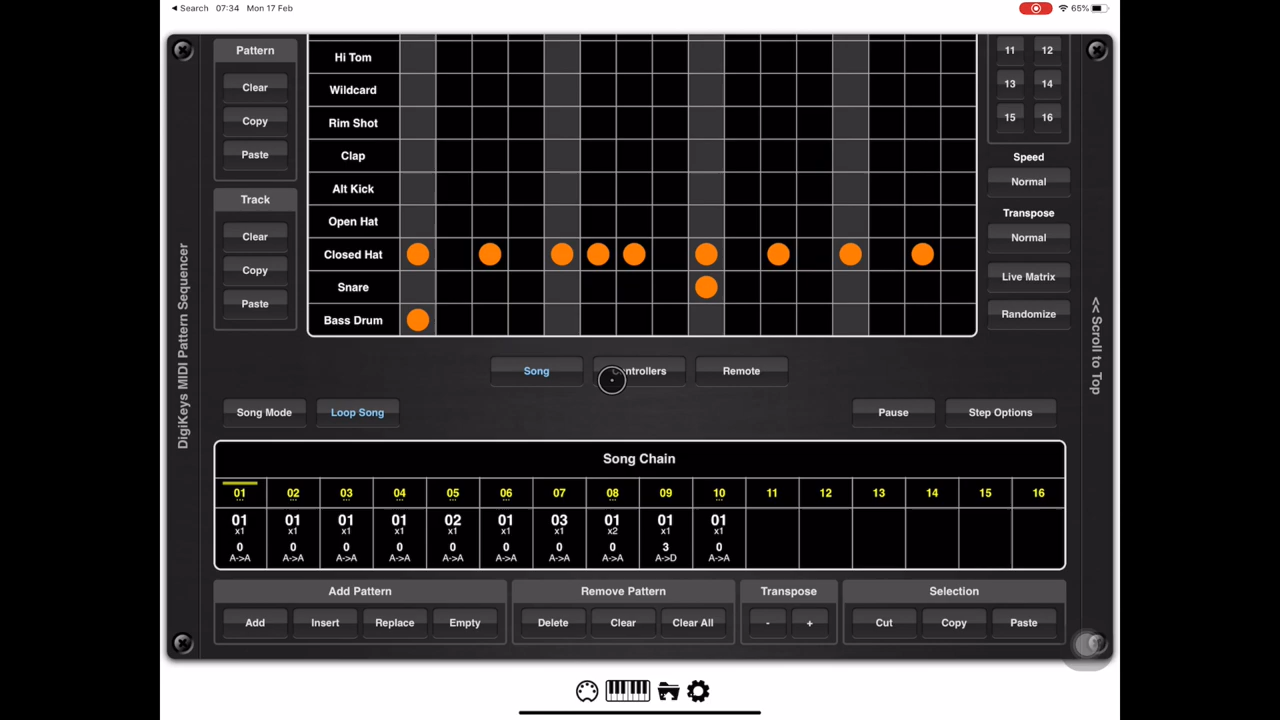 Search 07:34 Mon 17 Feb 65%
Pattern
Clear
Copy
Paste
Track
Clear
Copy
Paste
Hi Tom
Wildcard
Rim Shot
Clap
Alt Kick
Open Hat
Closed Hat
Snare
Bass Drum
11 12
13 14
15 16
Speed
Normal
Transpose
Normal
Live Matrix
Randomize
DigiKeys MIDI Pattern Sequencer
<< Scroll to Top
Song Controllers Remote
Song Mode Loop Song Pause Step Options
Song Chain
01 02 03 04 05 06 07 08 09 10 11 12 13 14 15 16
01 01 01 01 02 01 03 01 01 01
x1 x1 x1 x1 x1 x1 x1 x2 x1 x1
0 0 0 0 0 0 0 0 3 0
A->A A->A A->A A->A A->A A->A A->A A->A A->D A->A
Add Pattern Remove Pattern Transpose Selection
Add Insert Replace Empty Delete Clear Clear All - + Cut Copy Paste